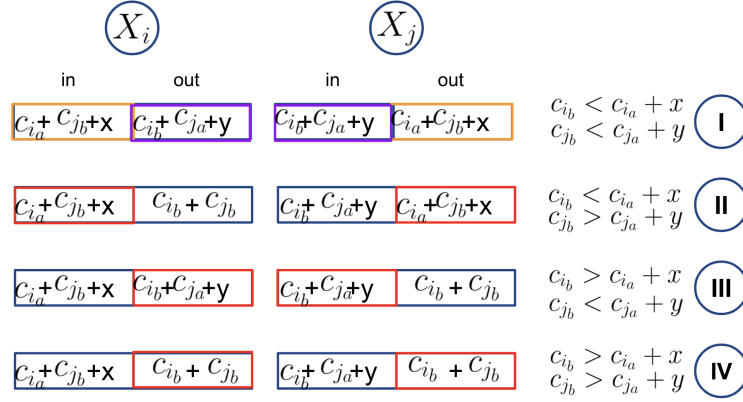 X_i X_j
in out in out
c_{i_a} + c_{j_b} + x c_{i_b} + c_{j_a} + y c_{i_b} + c_{j_a} + y c_{i_a} + c_{j_b} + x c_{i_b} < c_{i_a} + x
c_{j_b} < c_{j_a} + y
I
c_{i_a} + c_{j_b} + x c_{i_b} + c_{j_b} c_{i_b} + c_{j_a} + y c_{i_a} + c_{j_b} + x c_{i_b} < c_{i_a} + x
c_{j_b} > c_{j_a} + y
II
c_{i_a} + c_{j_b} + x c_{i_b} + c_{j_a} + y c_{i_b} + c_{j_a} + y c_{i_b} + c_{j_b} c_{i_b} > c_{i_a} + x
c_{j_b} < c_{j_a} + y
III
c_{i_a} + c_{j_b} + x c_{i_b} + c_{j_b} c_{i_b} + c_{j_a} + y c_{i_b} + c_{j_b} c_{i_b} > c_{i_a} + x
c_{j_b} > c_{j_a} + y
IV